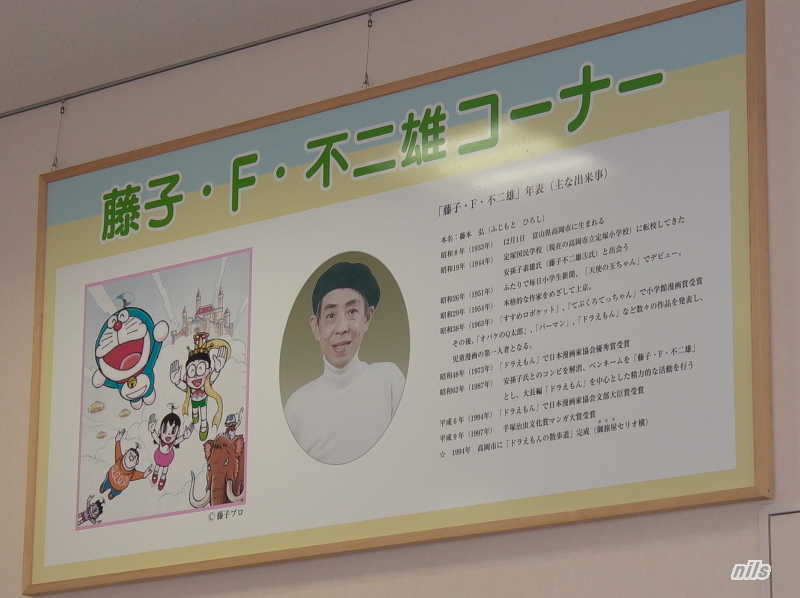 藤子・F・不二雄コーナー
「藤子・F・不二雄」年表（主な出来事）
本名：藤本　弘（ふじもと　ひろし）
昭和8年（1933年）　12月1日　富山県高岡市に生まれる
昭和19年（1944年）　定塚国民学校（現在の高岡市立定塚小学校）に転校してきた
安孫子素雄氏（藤子不二雄Ⓐ氏）と出会う
昭和26年（1951年）　ふたりで毎日小学生新聞、「天使の玉ちゃん」でデビュー。
昭和29年（1954年）　本格的な作家をめざして上京。
昭和38年（1963年）　「すすめロボケット」、「てぶくろてっちゃん」で小学館漫画賞受賞
その後、「オバケのQ太郎」、「パーマン」、「ドラえもん」など数々の作品を発表し、
児童漫画の第一人者となる。
昭和48年（1973年）　「ドラえもん」で日本漫画家協会優秀賞受賞
昭和62年（1987年）　安孫子氏とのコンビを解消、ペンネームを「藤子・F・不二雄」
とし、大長編「ドラえもん」を中心とした精力的な活動を行う
平成6年（1994年）　「ドラえもん」で日本漫画家協会文部大臣賞受賞
平成9年（1997年）　手塚治虫文化賞マンガ大賞受賞
☆　1994年　高岡市に「ドラえもんの散歩道」完成（御旅屋セリオ横）
©藤子プロ
nils